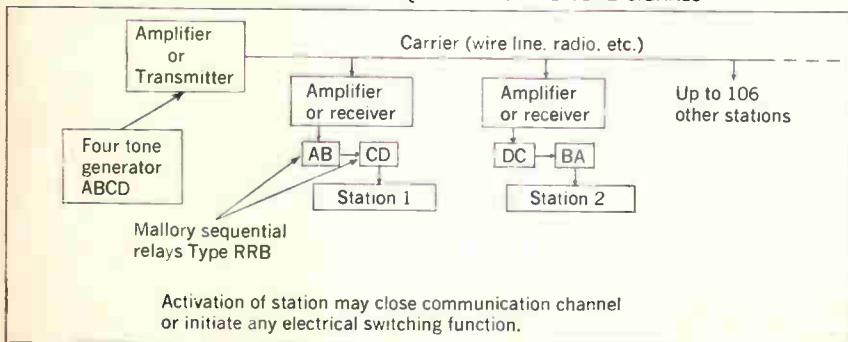 Amplifier
or
Transmitter
Carrier (wire line, radio, etc.)
Amplifier
or receiver
Amplifier
or receiver
Up to 106
other stations
Four tone
generator
ABCD
AB
CD
DC
BA
Station 1
Station 2
Mallory sequential
relays Type RRB
Activation of station may close communication channel
or initiate any electrical switching function.